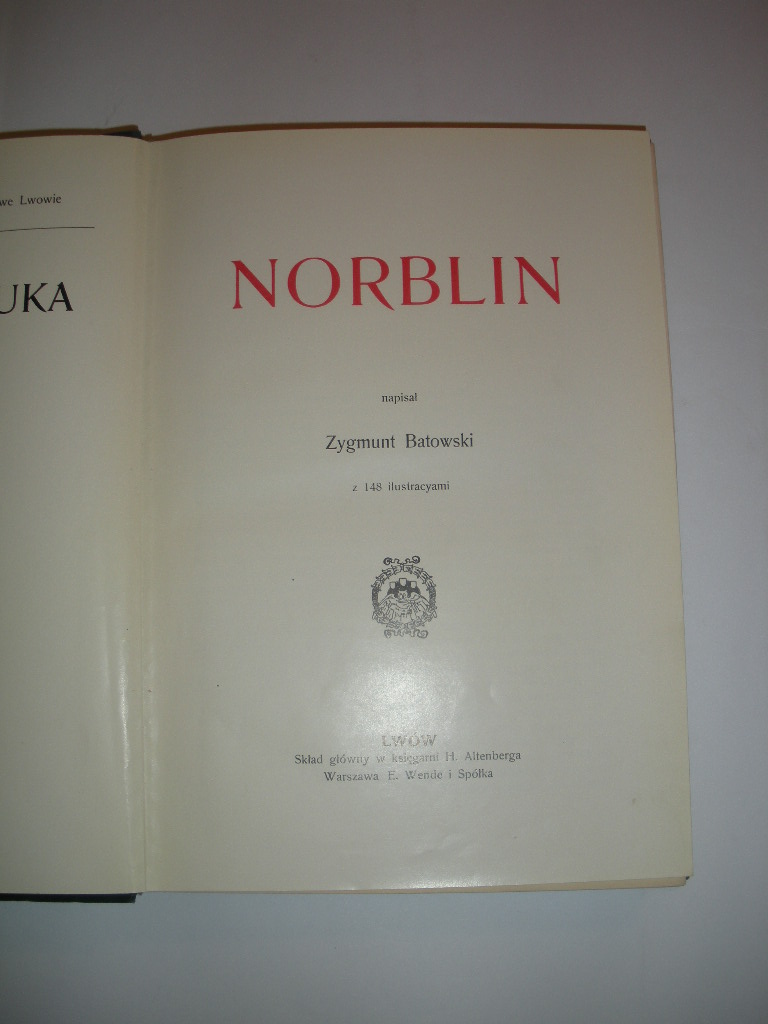 we Lwowie
UKA
NORBLIN
napisał
Zygmunt Batowski
z 148 ilustracyami
LWÓW
Skład główny w księgarni H. Altenberga
Warszawa E. Wende i Spółka